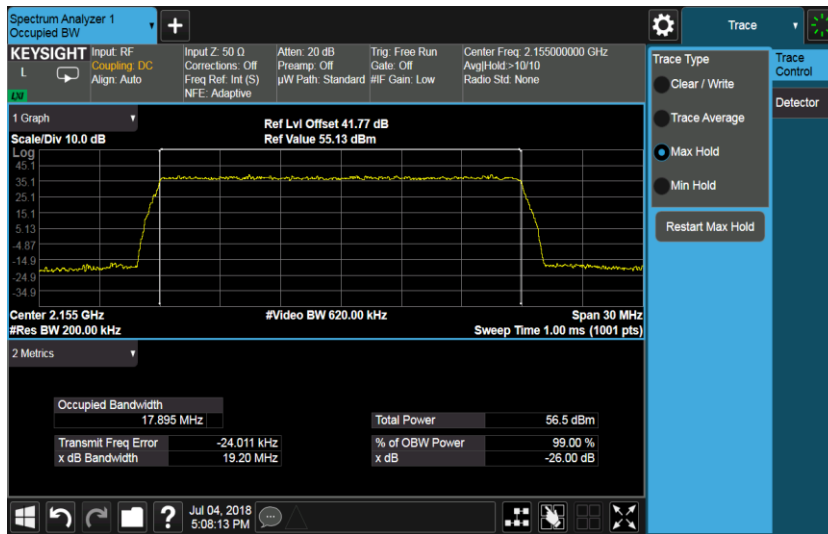 Spectrum Analyzer 1
Occupied BW
+
Trace
KEYSIGHT
L
LXI
Input: RF
Coupling: DC
Align: Auto
Input Z: 50 Ω
Corrections: Off
Freq Ref: Int (S)
NFE: Adaptive
Atten: 20 dB
Preamp: Off
µW Path: Standard
Trig: Free Run
Gate: Off
#IF Gain: Low
Center Freq: 2.155000000 GHz
Avg|Hold:>10/10
Radio Std: None
Trace Type
Clear / Write
Trace Average
Max Hold
Min Hold
Restart Max Hold
Trace
Control
Detector
1 Graph
Scale/Div 10.0 dB
Ref Lvl Offset 41.77 dB
Ref Value 55.13 dBm
Log
45.1
35.1
25.1
15.1
5.13
-4.87
-14.9
-24.9
-34.9
Center 2.155 GHz
#Video BW 620.00 kHz
Span 30 MHz
#Res BW 200.00 kHz
Sweep Time 1.00 ms (1001 pts)
2 Metrics
Occupied Bandwidth
17.895 MHz
Total Power 56.5 dBm
Transmit Freq Error -24.011 kHz
% of OBW Power 99.00 %
x dB Bandwidth 19.20 MHz
x dB -26.00 dB
?
Jul 04, 2018
5:08:13 PM